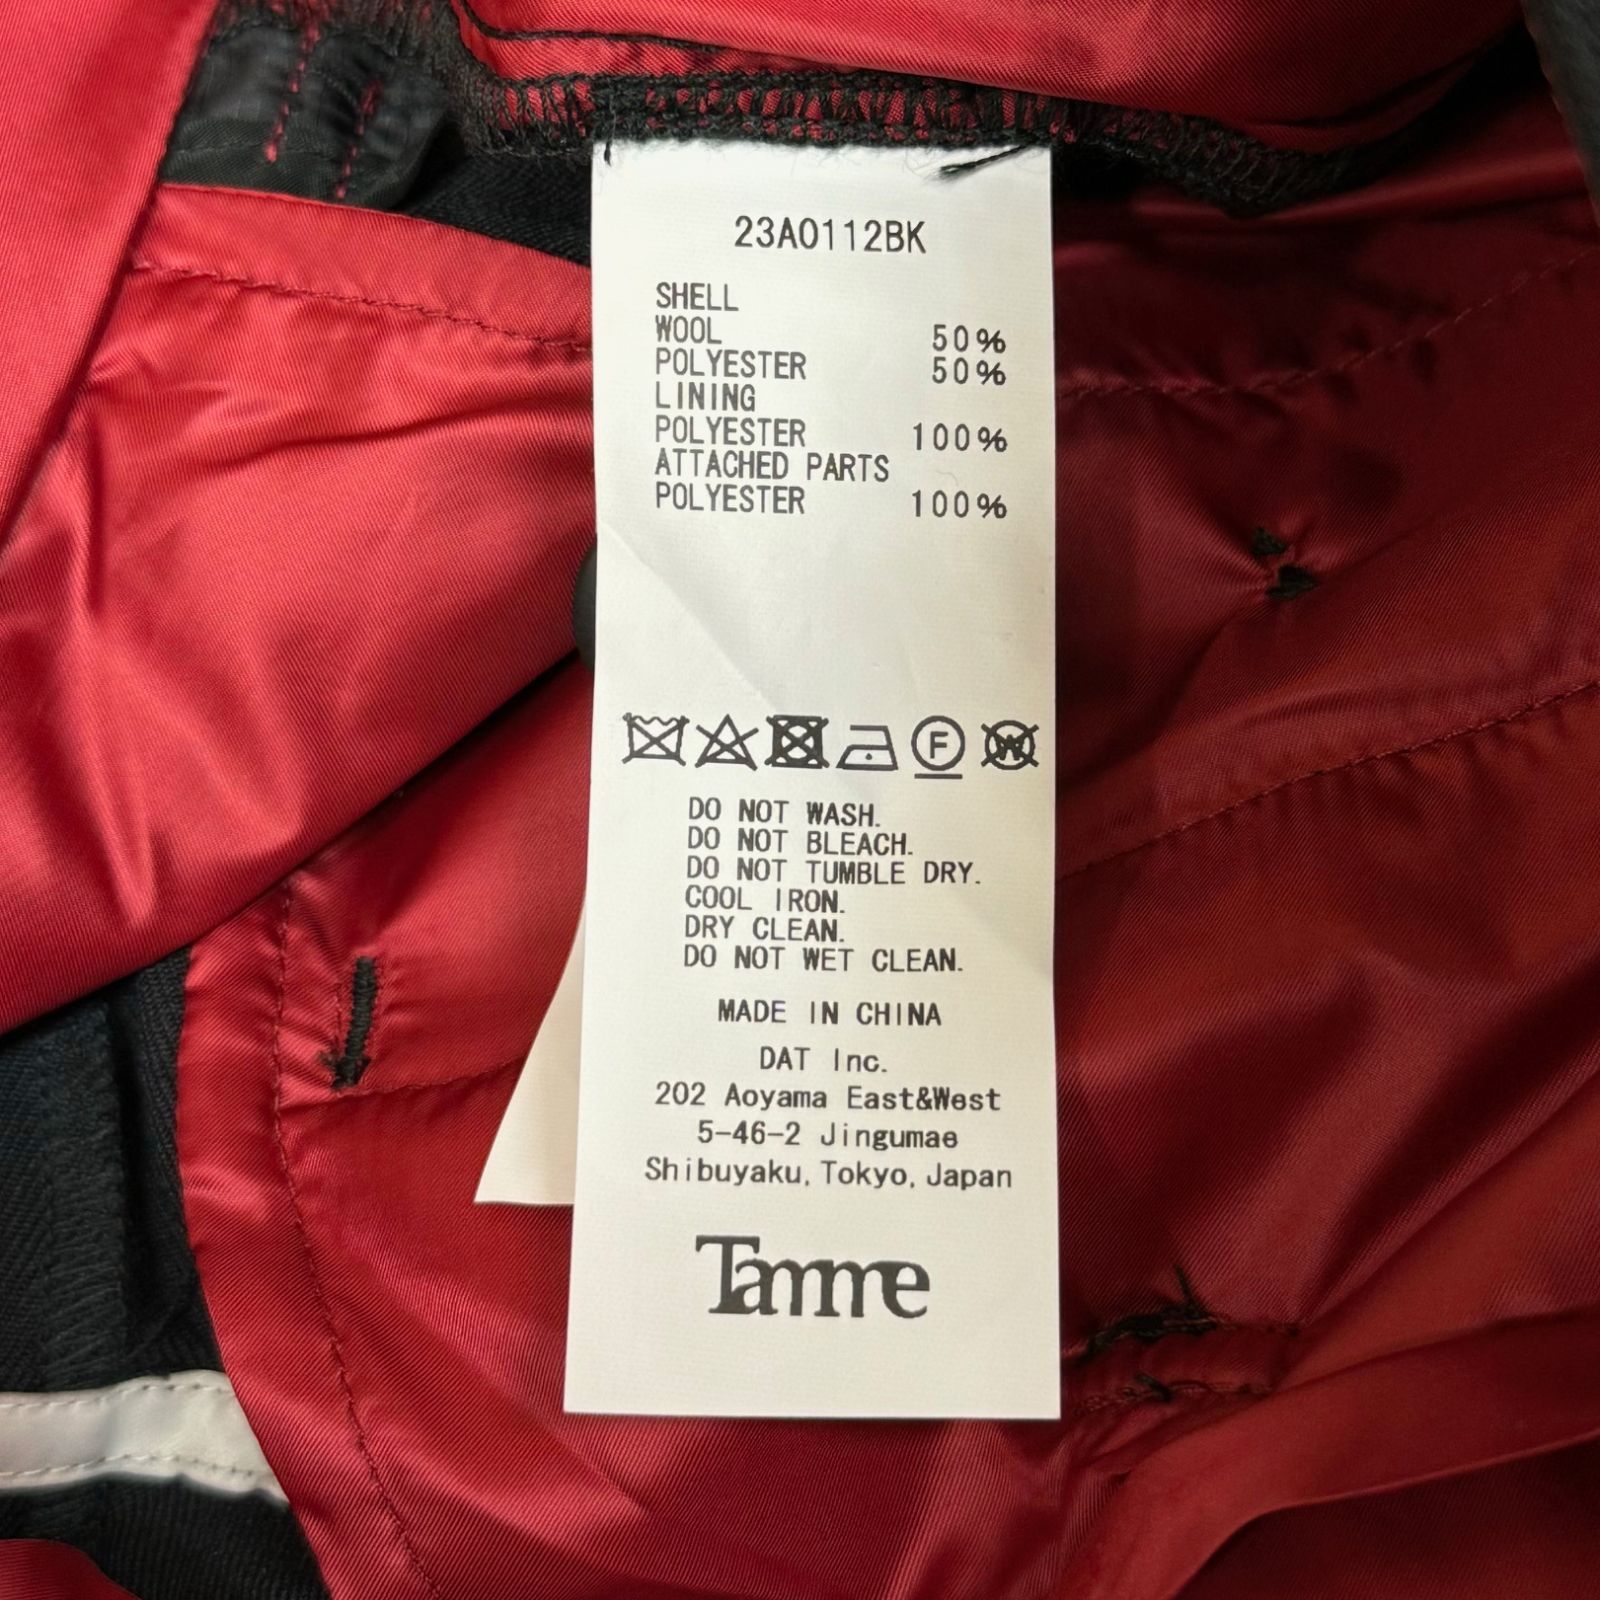 23A0112BK
SHELL
WOOL 50%
POLYESTER 50%
LINING
POLYESTER 100%
ATTACHED PARTS
POLYESTER 100%
F W
DO NOT WASH.
DO NOT BLEACH.
DO NOT TUMBLE DRY.
COOL IRON.
DRY CLEAN.
DO NOT WET CLEAN.
MADE IN CHINA
DAT Inc.
202 Aoyama East&West
5-46-2 Jingumae
Shibuyaku, Tokyo, Japan
Tamme